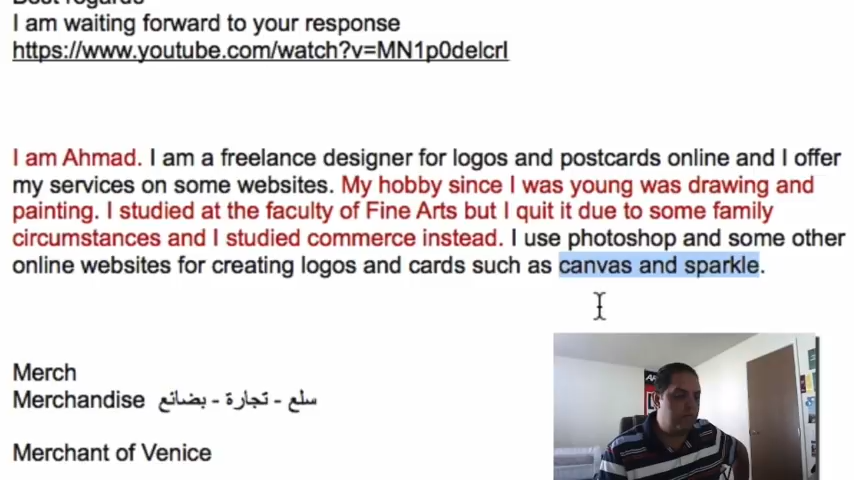 Best regards
I am waiting forward to your response
https://www.youtube.com/watch?v=MN1p0delcrI
I am Ahmad. I am a freelance designer for logos and postcards online and I offer
my services on some websites. My hobby since I was young was drawing and
painting. I studied at the faculty of Fine Arts but I quit it due to some family
circumstances and I studied commerce instead. I use photoshop and some other
online websites for creating logos and cards such as canvas and sparkle.
Merch
Merchandise سلع - تجارة - بضائع
Merchant of Venice